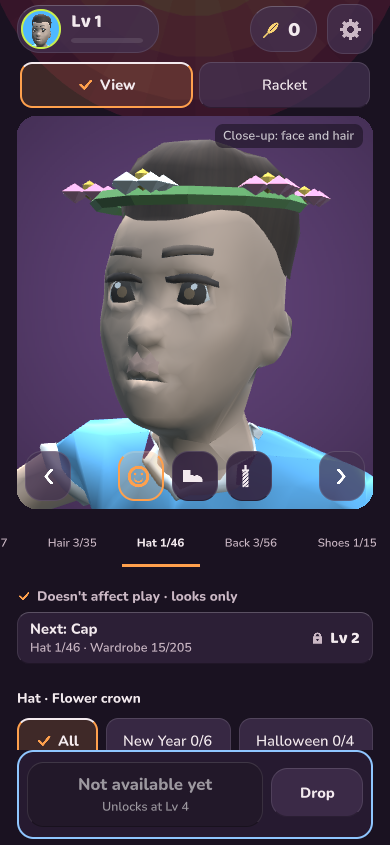 Lv 1
0
View
Racket
Close-up: face and hair
7
Hair 3/35
Hat 1/46
Back 3/56
Shoes 1/15
Doesn't affect play · looks only
Next: Cap
Hat 1/46 · Wardrobe 15/205
Lv 2
Hat · Flower crown
All
New Year 0/6
Halloween 0/4
Not available yet
Unlocks at Lv 4
Drop